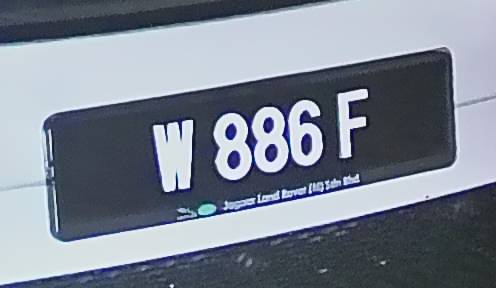 W 886 F
Jaguar Land Rover (M) Sdn Bhd